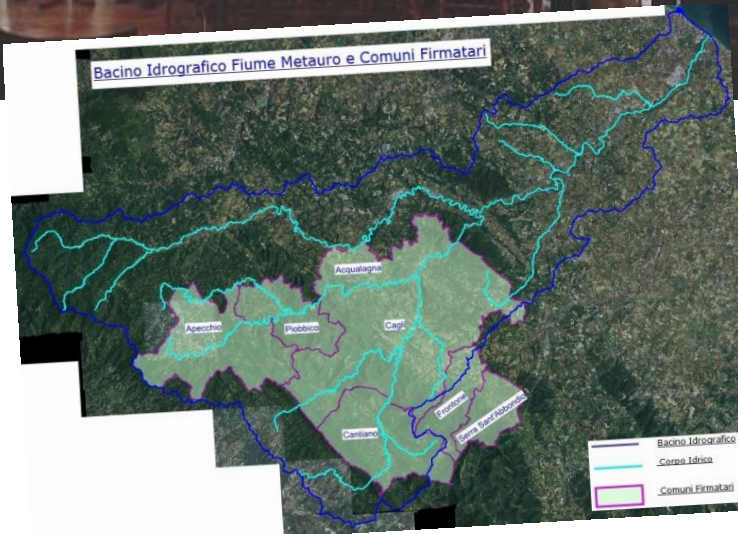 Bacino Idrografico Fiume Metauro e Comuni Firmatari
Acqualagna
Apecchio
Piobbico
Cagli
Frontone
Serra Sant'Abbondio
Cantiano
Bacino Idrografico
Corpo Idrico
Comuni Firmatari